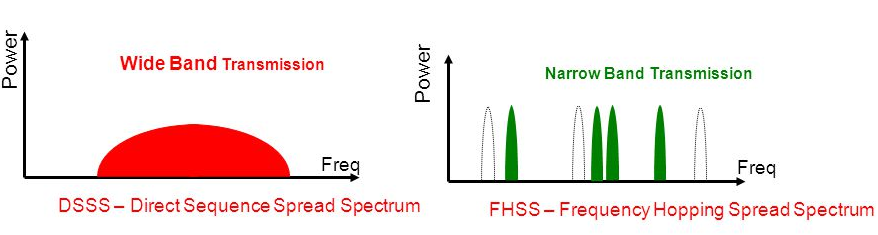 Power
Wide Band Transmission
Freq
DSSS – Direct Sequence Spread Spectrum
Power
Narrow Band Transmission
Freq
FHSS – Frequency Hopping Spread Spectrum